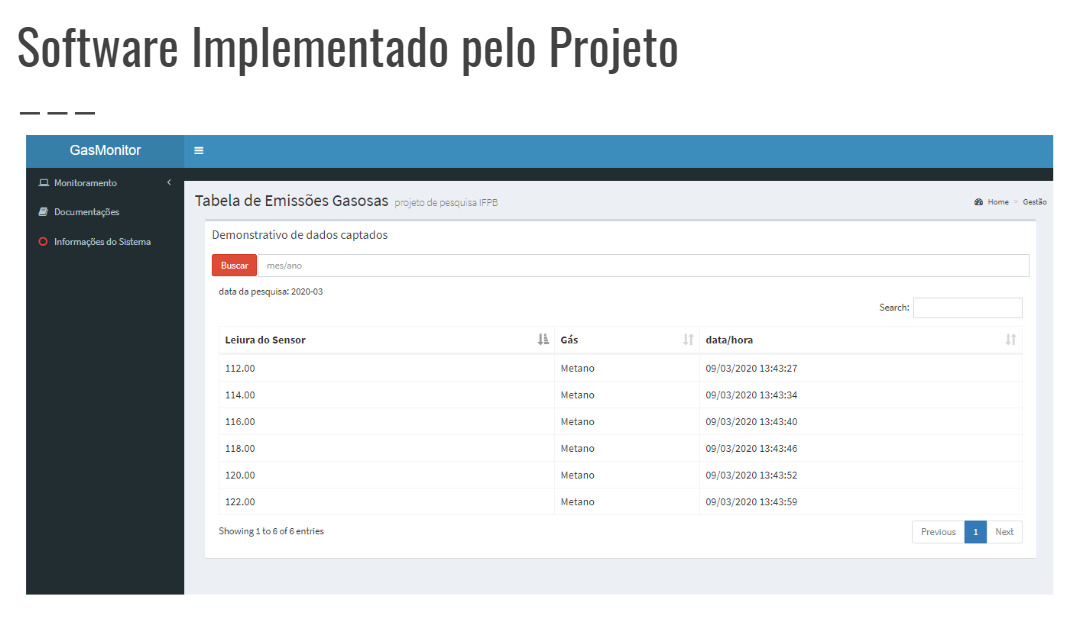 Software Implementado pelo Projeto
GasMonitor
Monitoramento
Documentações
Informações do Sistema
Tabela de Emissões Gasosas projeto de pesquisa IFPB
Home > Gestão
Demonstrativo de dados captados
Buscar mes/ano
data da pesquisa: 2020-03
Search:
Leiura do Sensor Gás data/hora
112.00 Metano 09/03/2020 13:43:27
114.00 Metano 09/03/2020 13:43:34
116.00 Metano 09/03/2020 13:43:40
118.00 Metano 09/03/2020 13:43:46
120.00 Metano 09/03/2020 13:43:52
122.00 Metano 09/03/2020 13:43:59
Showing 1 to 6 of 6 entries
Previous 1 Next